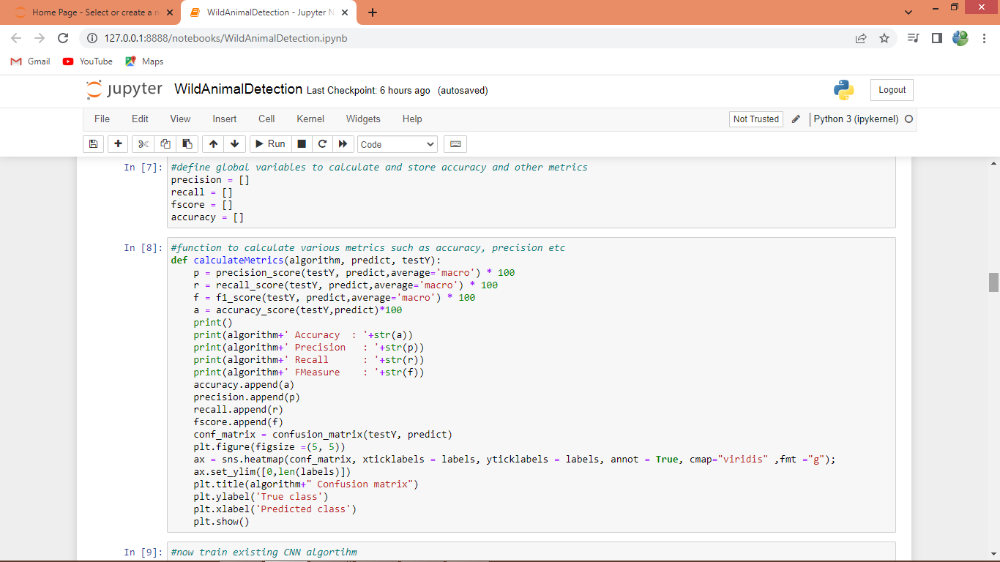 Home Page - Select or create a n
WildAnimalDetection - Jupyter N
127.0.0.1:8888/notebooks/WildAnimalDetection.ipynb
Gmail YouTube Maps
jupyter WildAnimalDetection Last Checkpoint: 6 hours ago (autosaved) Logout
File Edit View Insert Cell Kernel Widgets Help Not Trusted Python 3 (ipykernel)
Run Code
In [7]: #define global variables to calculate and store accuracy and other metrics
precision = []
recall = []
fscore = []
accuracy = []
In [8]: #function to calculate various metrics such as accuracy, precision etc
def calculateMetrics(algorithm, predict, testY):
    p = precision_score(testY, predict,average='macro') * 100
    r = recall_score(testY, predict,average='macro') * 100
    f = f1_score(testY, predict,average='macro') * 100
    a = accuracy_score(testY,predict)*100
    print()
    print(algorithm+' Accuracy  : '+str(a))
    print(algorithm+' Precision   : '+str(p))
    print(algorithm+' Recall      : '+str(r))
    print(algorithm+' FMeasure    : '+str(f))
    accuracy.append(a)
    precision.append(p)
    recall.append(r)
    fscore.append(f)
    conf_matrix = confusion_matrix(testY, predict)
    plt.figure(figsize =(5, 5))
    ax = sns.heatmap(conf_matrix, xticklabels = labels, yticklabels = labels, annot = True, cmap="viridis" ,fmt ="g");
    ax.set_ylim([0,len(labels)])
    plt.title(algorithm+" Confusion matrix")
    plt.ylabel('True class')
    plt.xlabel('Predicted class')
    plt.show()
In [9]: #now train existing CNN algortihm